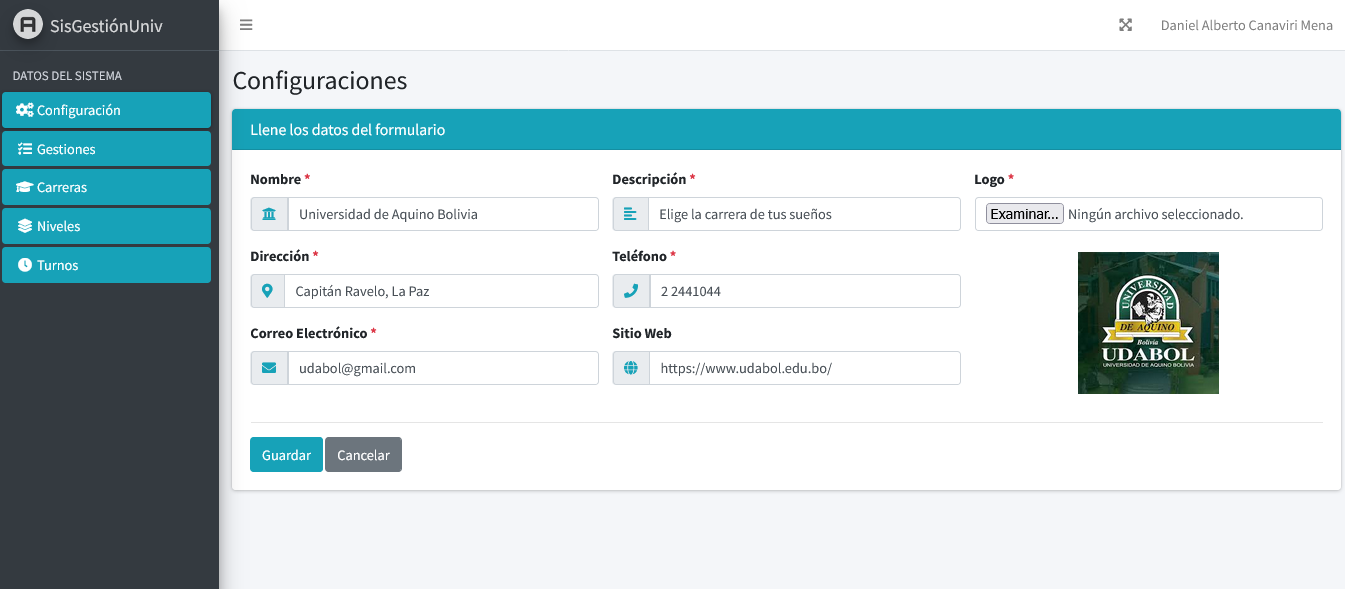 SisGestiónUniv
Daniel Alberto Canaviri Mena
DATOS DEL SISTEMA
Configuración
Gestiones
Carreras
Niveles
Turnos
Configuraciones
Llene los datos del formulario
Nombre *
Descripción *
Logo *
Universidad de Aquino Bolivia
Elige la carrera de tus sueños
Examinar... Ningún archivo seleccionado.
Dirección *
Teléfono *
Capitán Ravelo, La Paz
2 2441044
UNIVERSIDAD
DE AQUINO
Bolivia
UDABOL
UNIVERSIDAD DE AQUINO BOLIVIA
Correo Electrónico *
Sitio Web
udabol@gmail.com
https://www.udabol.edu.bo/
Guardar
Cancelar